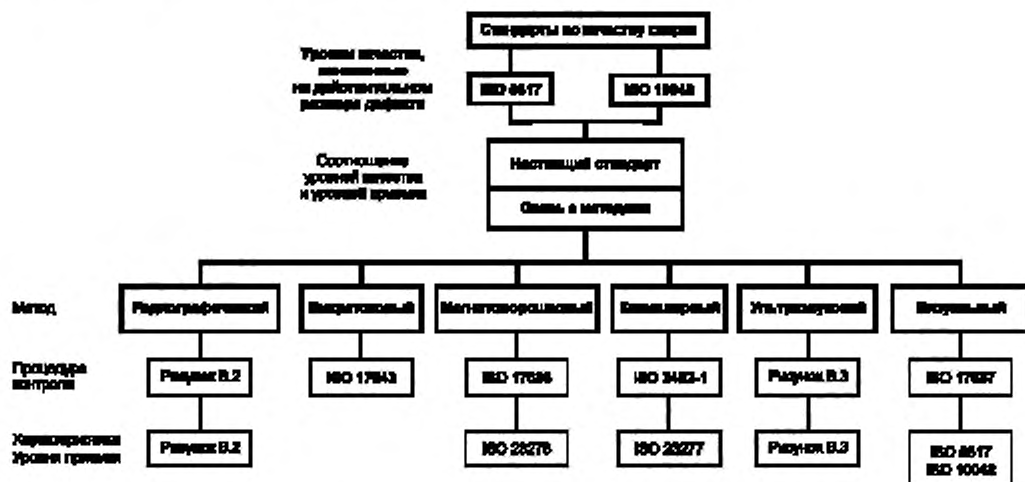 Стандарты по качеству сварки
Уровни качества,
основанные
на действительном
размере дефекта
ISO 5817
ISO 10042
Соотношение
уровней качества
и уровней приемки
Настоящий стандарт
Связь с методами
Метод
Радиографический
Вихретоковый
Магнитопорошковый
Капиллярный
Ультразвуковой
Визуальный
Процедура
контроля
Рисунок В.2
ISO 17643
ISO 17638
ISO 3452-1
Рисунок В.3
ISO 17637
Характеристики
Уровня приемки
Рисунок В.2
ISO 23278
ISO 23277
Рисунок В.3
ISO 5817
ISO 10042